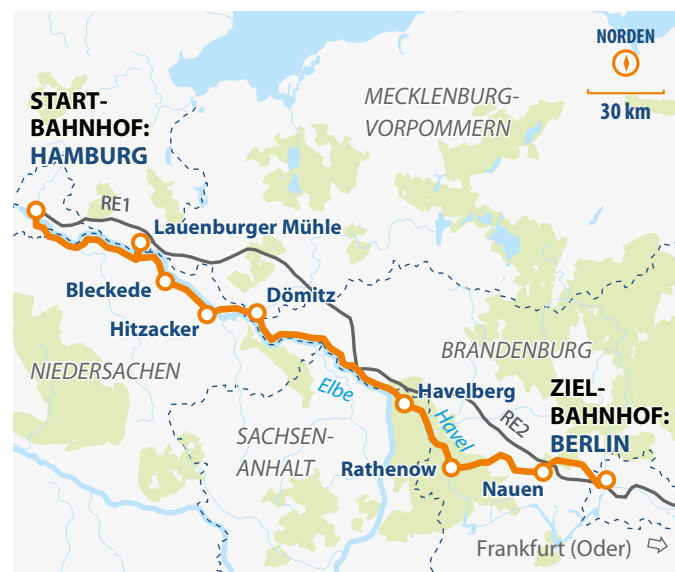 NORDEN
30 km
MECKLENBURG-
VORPOMMERN
START-
BAHNHOF:
HAMBURG
RE1
Lauenburger Mühle
Bleckede
Dömitz
Hitzacker
NIEDERSACHEN
BRANDENBURG
Elbe
Havelberg
ZIEL-
BAHNHOF:
BERLIN
RE2
Havel
SACHSEN-
ANHALT
Rathenow
Nauen
Frankfurt (Oder)